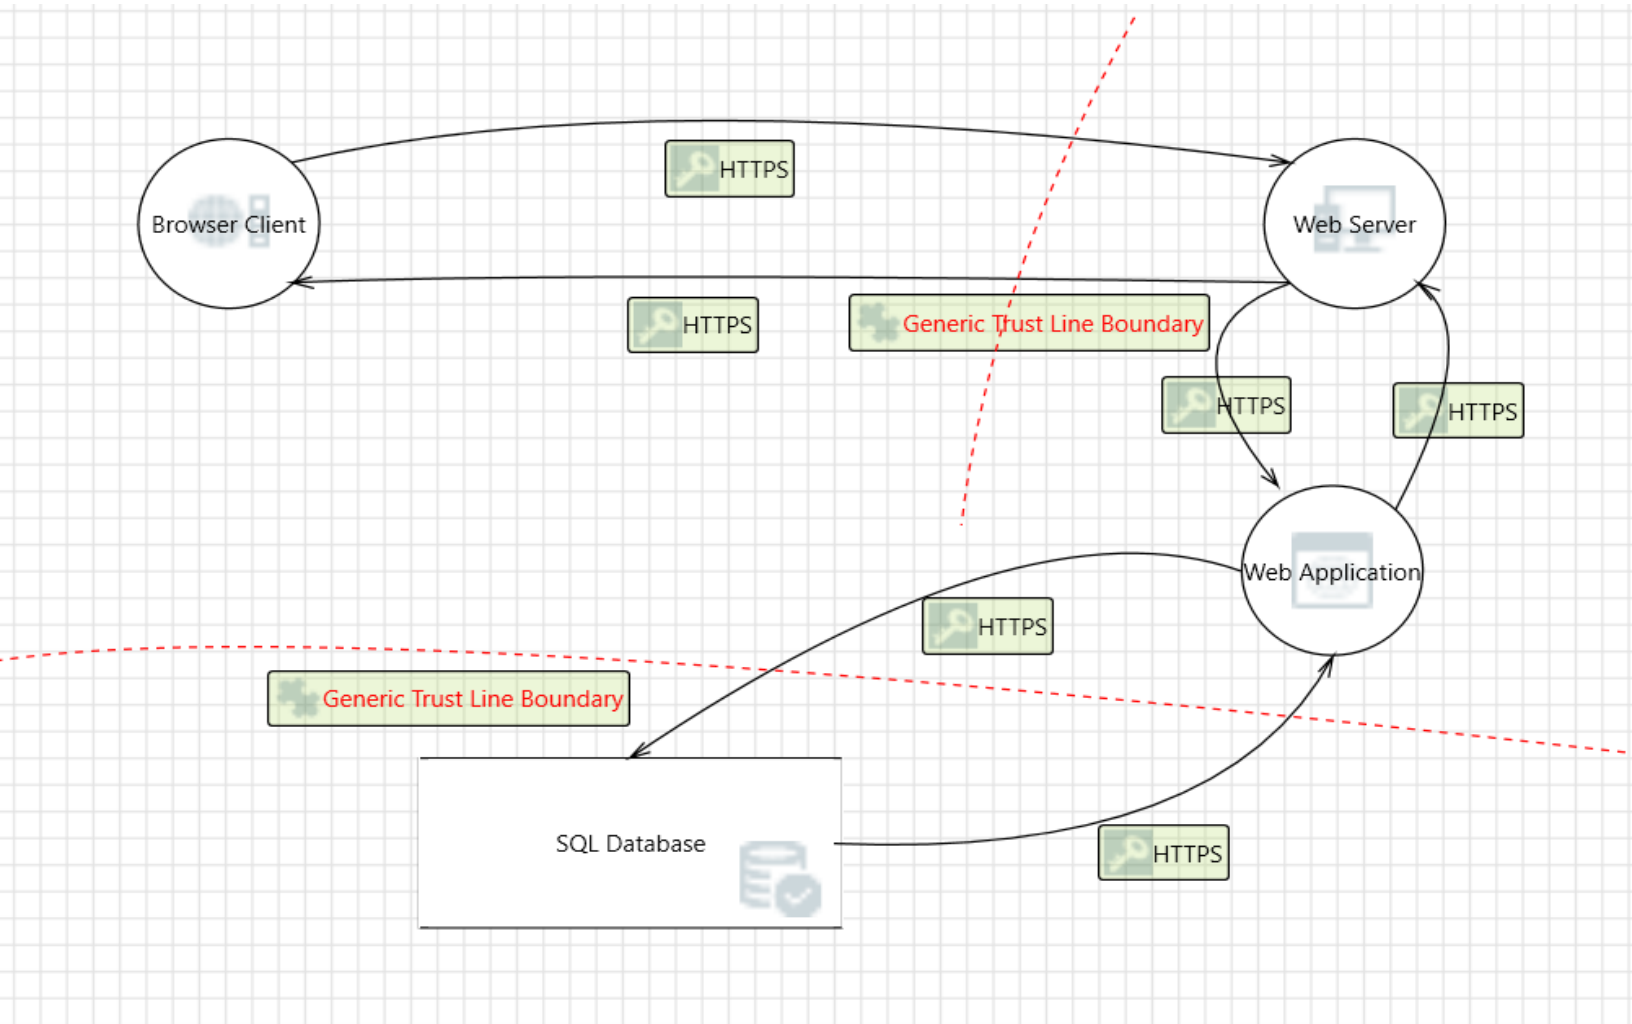 HTTPS
Browser Client
Web Server
HTTPS
Generic Trust Line Boundary
HTTPS
HTTPS
Web Application
HTTPS
Generic Trust Line Boundary
SQL Database
HTTPS